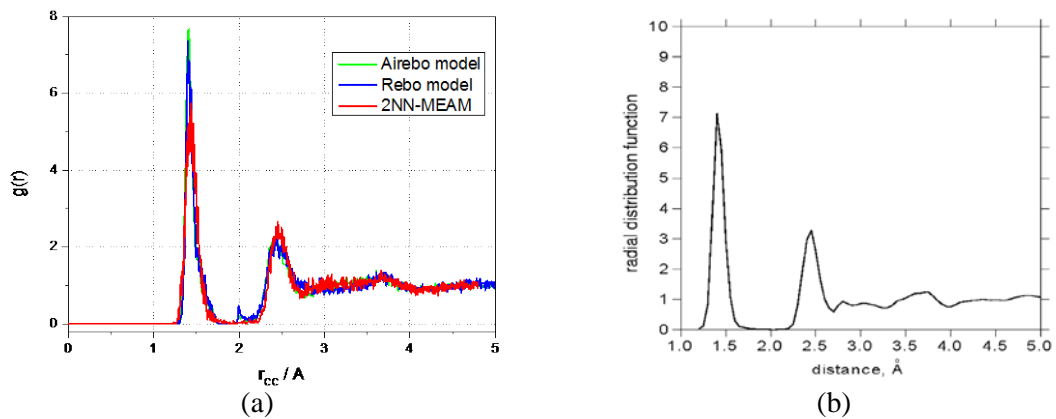 8
6
4
2
0
g(r)
Airebo model
Rebo model
2NN-MEAM
0 1 2 3 4 5
rcc / A
(a)
10
9
8
7
6
5
4
3
2
1
0
radial distribution function
1.0 1.5 2.0 2.5 3.0 3.5 4.0 4.5 5.0
distance, Å
(b)